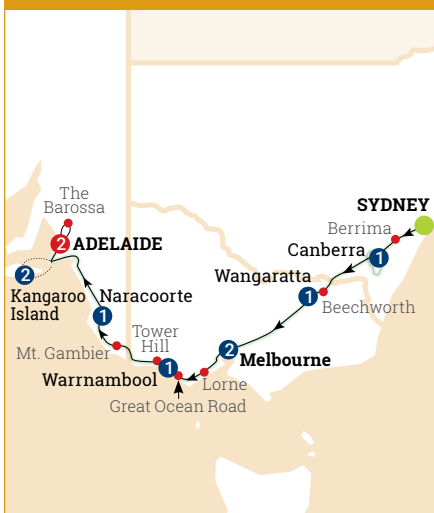 The
Barossa
SYDNEY
2
ADELAIDE
Berrima
Canberra
1
2
Wangaratta
1
Kangaroo
Island
Naracoorte
1
Beechworth
Tower
Hill
Mt. Gambier
2
Melbourne
Warrnambool
1
Lorne
Great Ocean Road